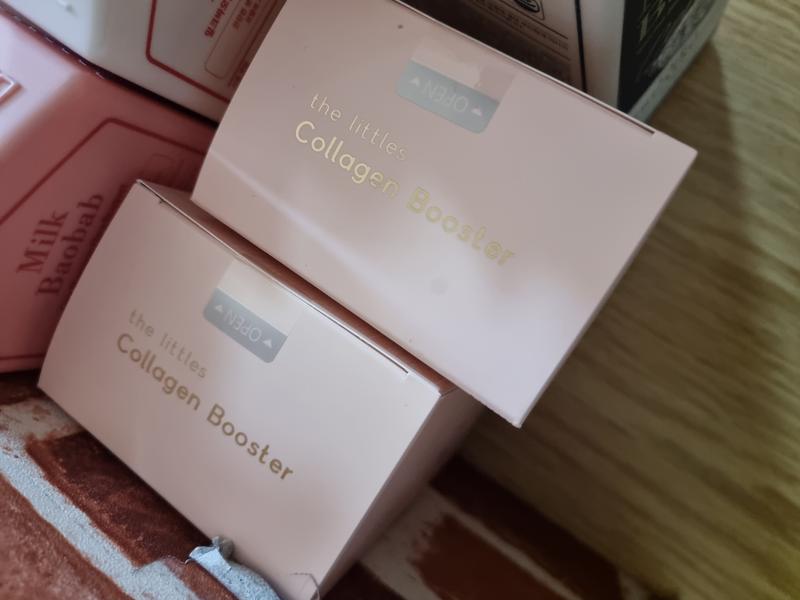 OPEN
the littles
Collagen Booster
OPEN
the littles
Collagen Booster
Milk
Baobab